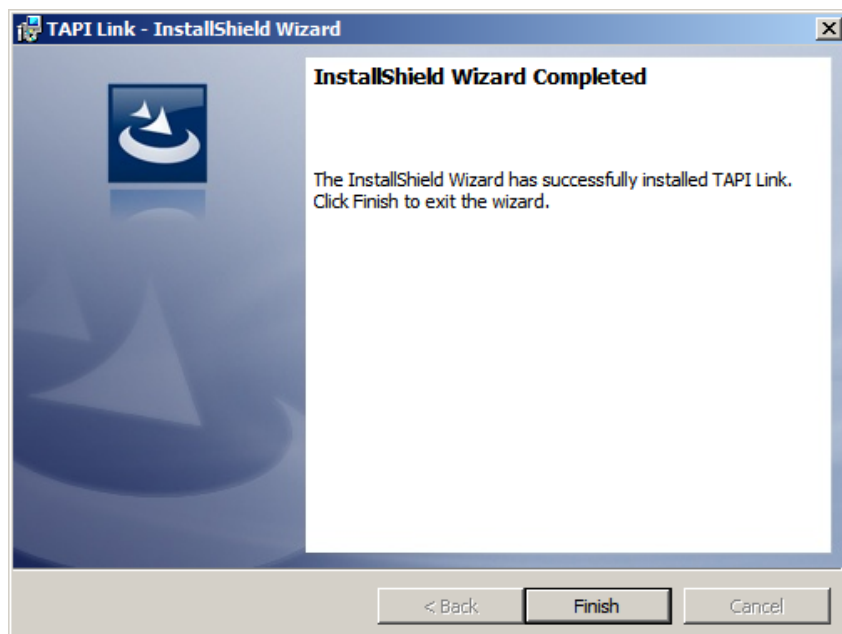 TAPI Link - InstallShield Wizard
InstallShield Wizard Completed
The InstallShield Wizard has successfully installed TAPI Link.
Click Finish to exit the wizard.
< Back
Finish
Cancel